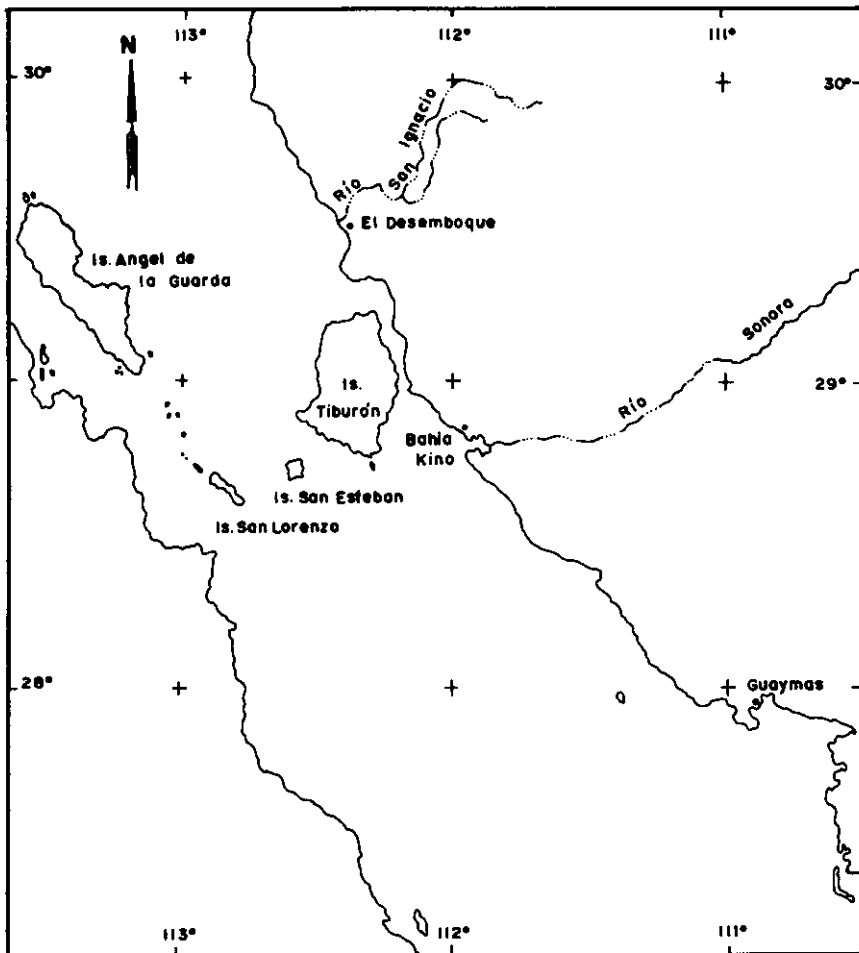 113°
112°
111°
N
30°
30°
Río San Ignacio
El Desemboque
Is. Angel de
la Guarda
Río Sonora
29°
Is.
Tiburón
Bahía
Kino
Is. San Esteban
Is. San Lorenzo
28°
Guaymas
113°
112°
111°